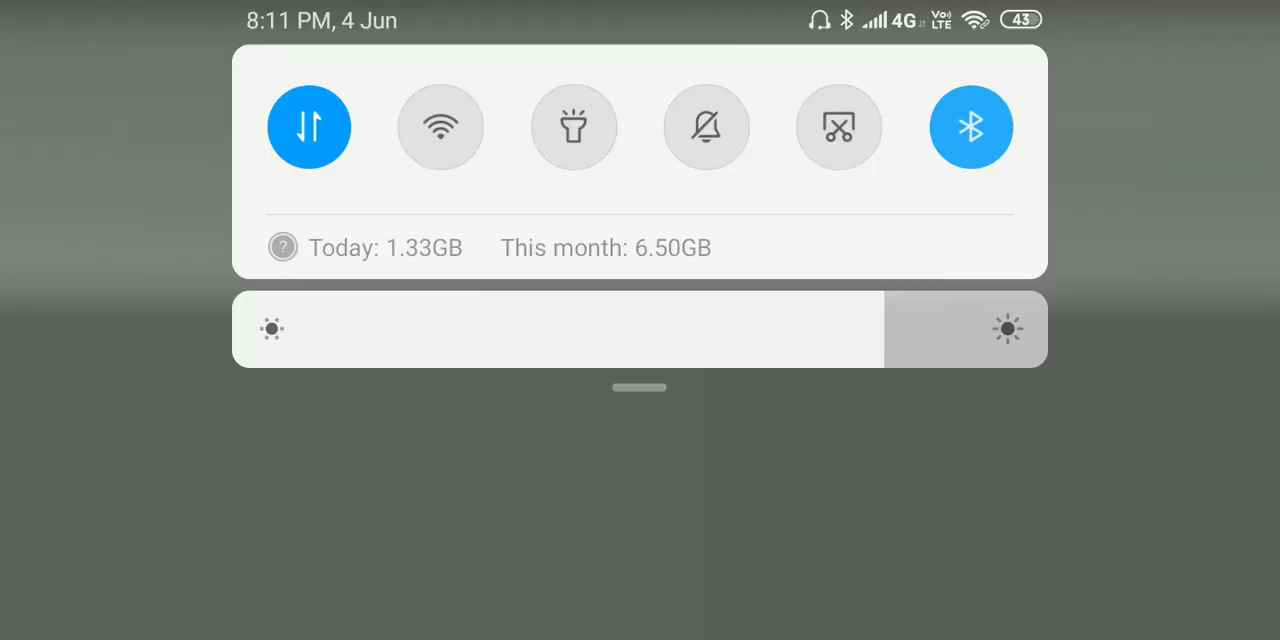 8:11 PM, 4 Jun 4G Vo) LTE 43
? Today: 1.33GB This month: 6.50GB